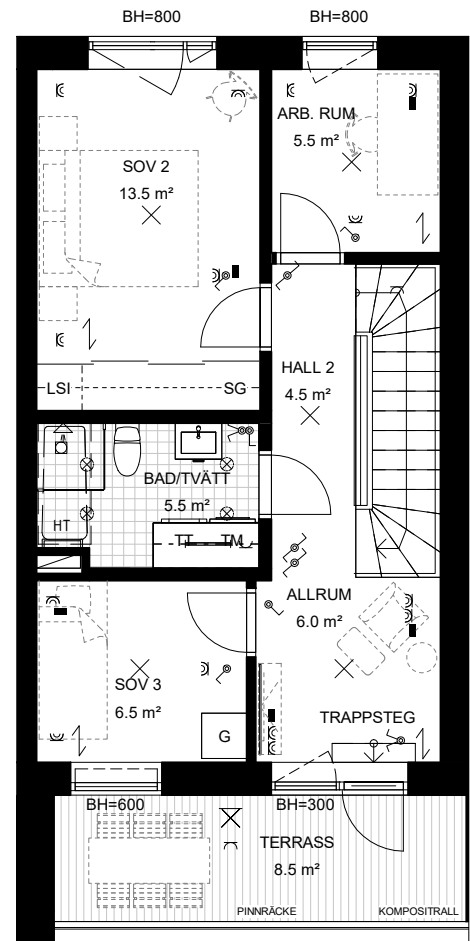 BH=800
BH=800
ARB. RUM
5.5 m²
SOV 2
13.5 m²
HALL 2
4.5 m²
LSI
SG
BAD/TVÄTT
5.5 m²
HT
TT
TM
ALLRUM
6.0 m²
SOV 3
6.5 m²
TRAPPSTEG
G
BH=600
BH=300
TERRASS
8.5 m²
PINNRÄCKE
KOMPOSITRALL